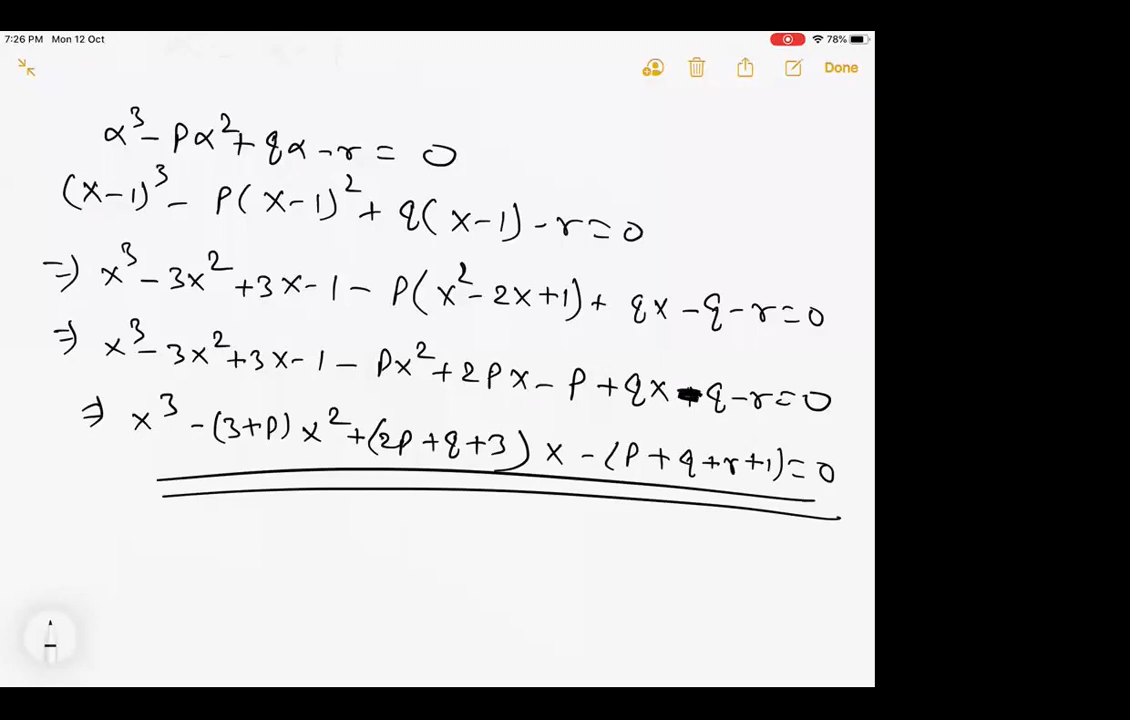 7:26 PM Mon 12 Oct 78%
Done
α³ - pα² + qα - r = 0
(x-1)³ - p(x-1)² + q(x-1) - r = 0
⇒ x³ - 3x² + 3x - 1 - p(x² - 2x + 1) + qx - q - r = 0
⇒ x³ - 3x² + 3x - 1 - px² + 2px - p + qx - q - r = 0
⇒ x³ - (3+p)x² + (2p+q+3)x - (p+q+r+1) = 0